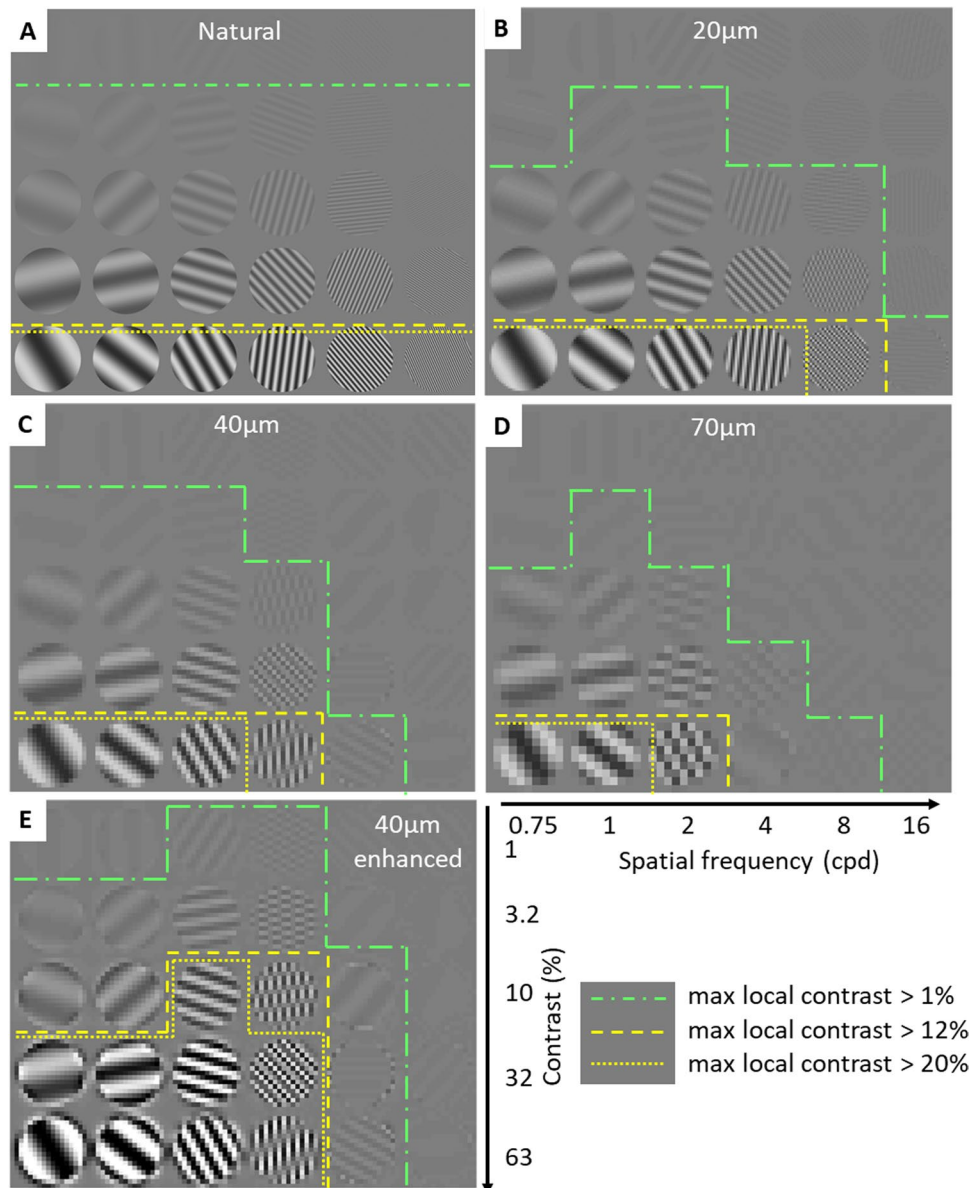 A
Natural
B
20µm
C
40µm
D
70µm
E
40µm
enhanced
0.75 1 2 4 8 16
Spatial frequency (cpd)
1
3.2
10
32
63
Contrast (%)
max local contrast > 1%
max local contrast > 12%
max local contrast > 20%